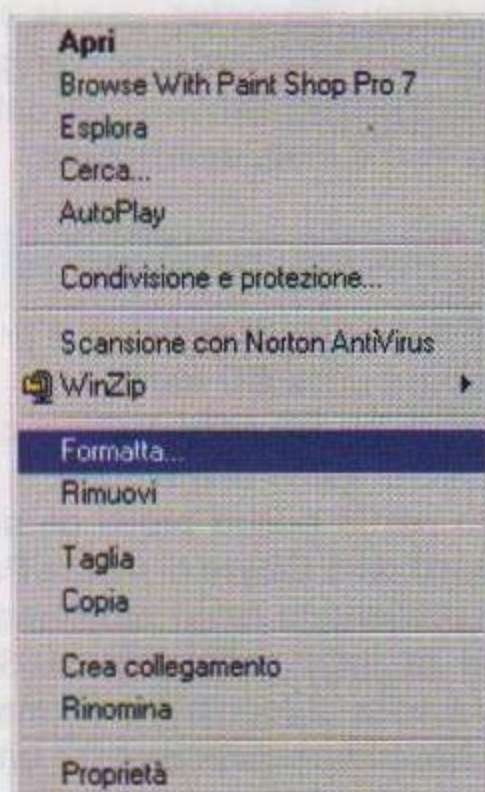 Apri
Browse With Paint Shop Pro 7
Esplora
Cerca...
AutoPlay
Condivisione e protezione...
Scansione con Norton AntiVirus
WinZip
Formatta...
Rimuovi
Taglia
Copia
Crea collegamento
Rinomina
Proprietà